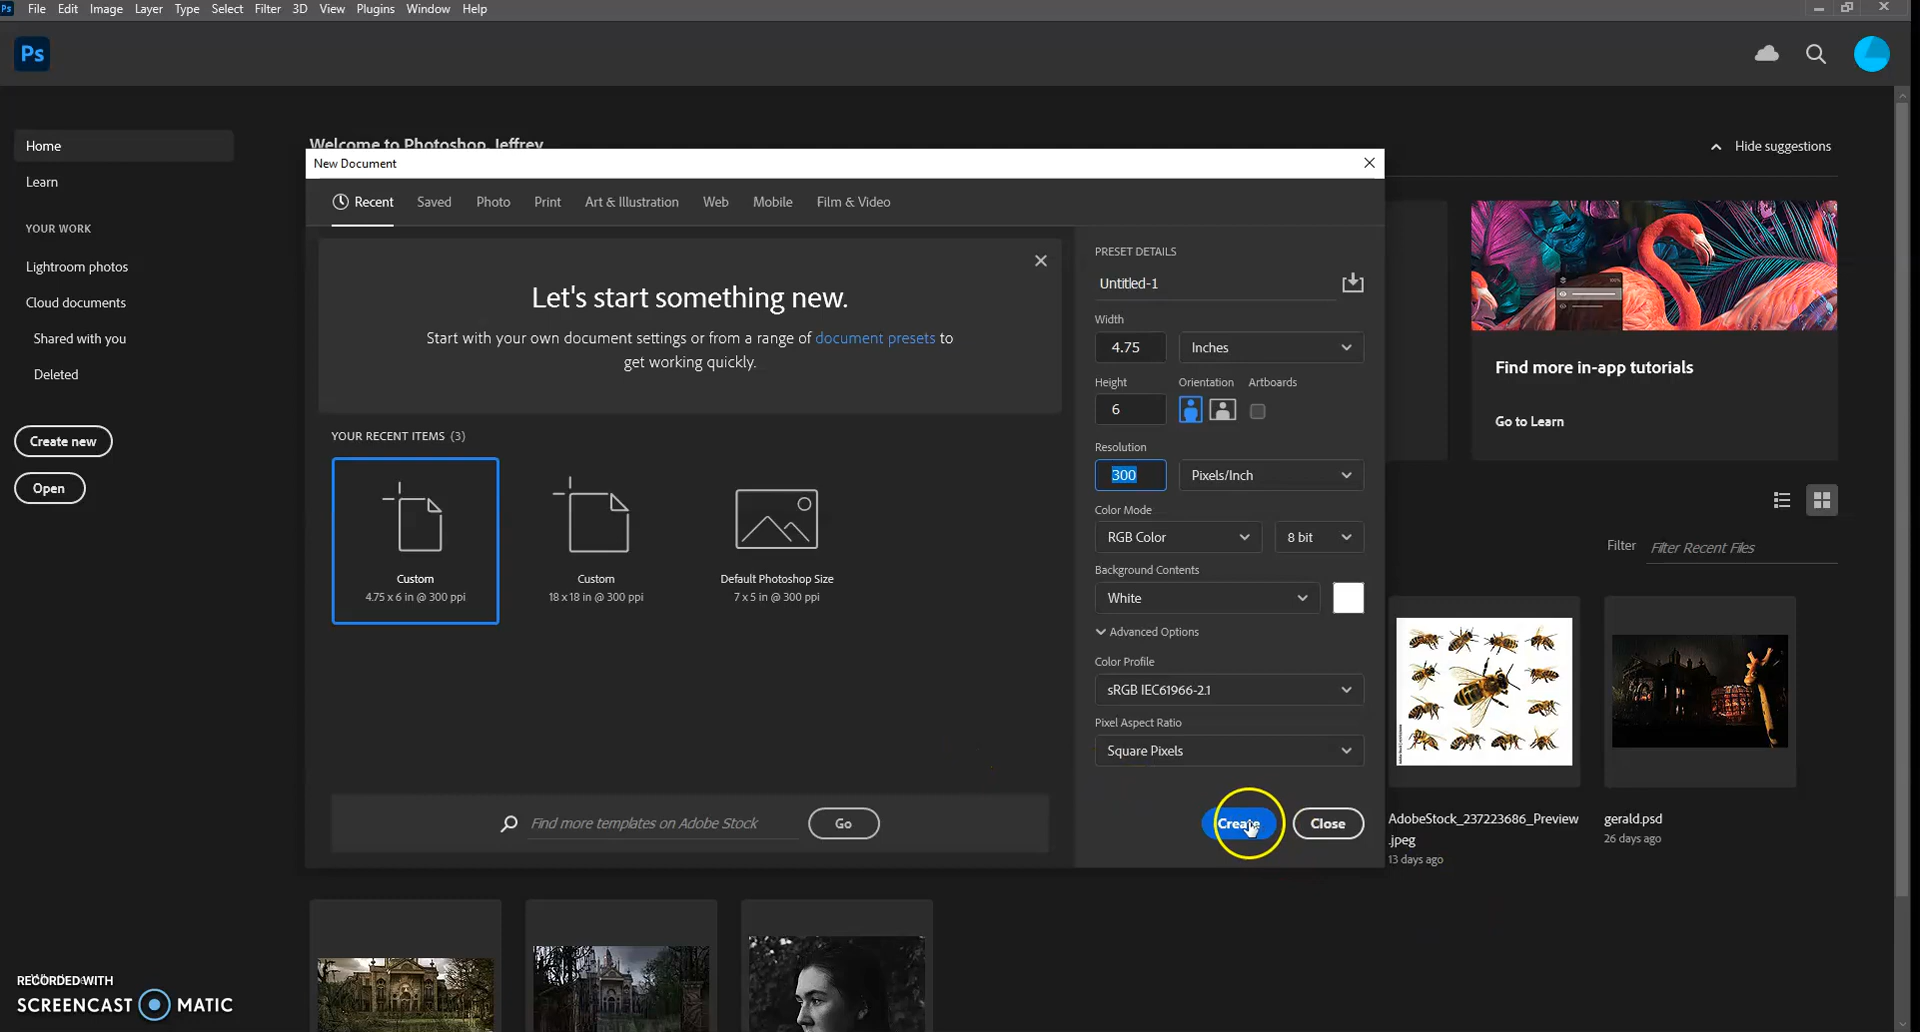 Ps File Edit Image Layer Type Select Filter 3D View Plugins Window Help
Ps
Home
Learn
YOUR WORK
Lightroom photos
Cloud documents
Shared with you
Deleted
Create new
Open
Welcome to Photoshop, Jeffrey
Hide suggestions
New Document
Recent Saved Photo Print Art & Illustration Web Mobile Film & Video
Let's start something new.
Start with your own document settings or from a range of document presets to
get working quickly.
YOUR RECENT ITEMS (3)
Custom
4.75 x 6 in @ 300 ppi
Custom
18 x 18 in @ 300 ppi
Default Photoshop Size
7 x 5 in @ 300 ppi
Find more templates on Adobe Stock
Go
PRESET DETAILS
Untitled-1
Width
4.75 Inches
Height Orientation Artboards
6
Resolution
300 Pixels/Inch
Color Mode
RGB Color 8 bit
Background Contents
White
Advanced Options
Color Profile
sRGB IEC61966-2.1
Pixel Aspect Ratio
Square Pixels
Create Close
Find more in-app tutorials
Go to Learn
Filter Filter Recent Files
AdobeStock_237223686_Preview
.jpeg
13 days ago
gerald.psd
26 days ago
RECORDED WITH
SCREENCAST MATIC